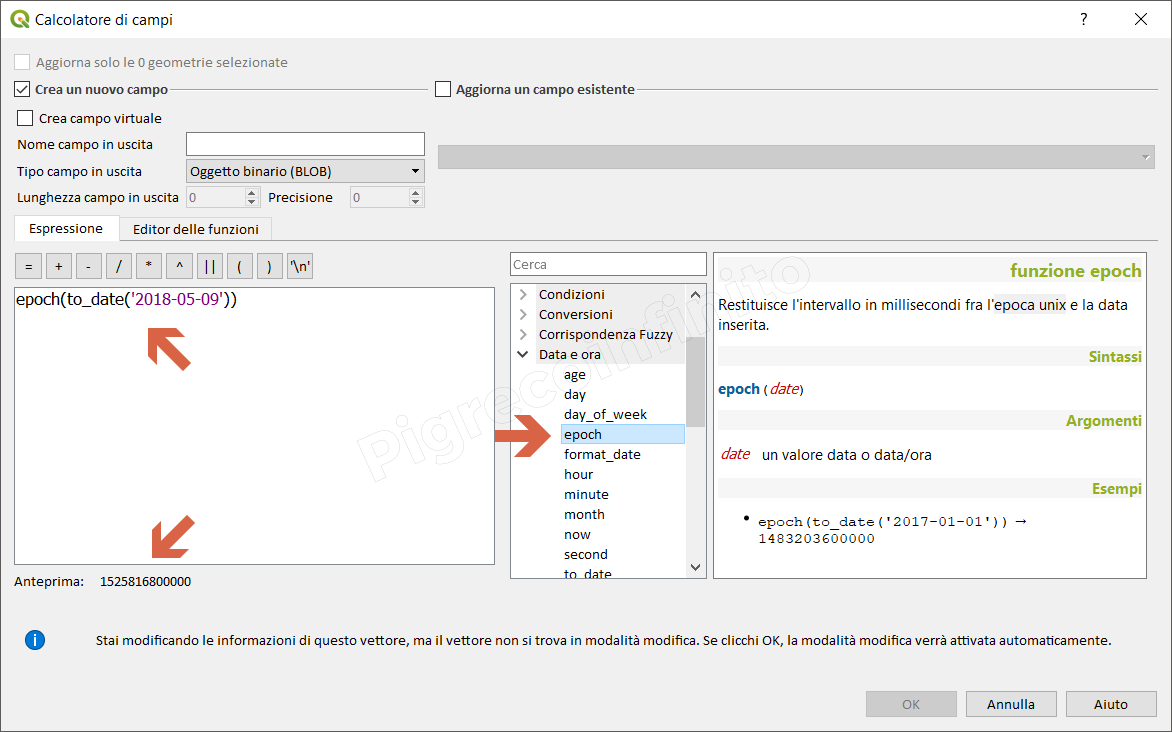 Calcolatore di campi
?
Aggiorna solo le 0 geometrie selezionate
Crea un nuovo campo
Aggiorna un campo esistente
Crea campo virtuale
Nome campo in uscita
Tipo campo in uscita
Oggetto binario (BLOB)
Lunghezza campo in uscita
0
Precisione
0
Espressione
Editor delle funzioni
= + - / * ^ || ( ) '\n'
epoch(to_date('2018-05-09'))
Anteprima: 1525816800000
Cerca
Condizioni
Conversioni
Corrispondenza Fuzzy
Data e ora
age
day
day_of_week
epoch
format_date
hour
minute
month
now
second
to_date
funzione epoch
Restituisce l'intervallo in millisecondi fra l'epoca unix e la data
inserita.
Sintassi
epoch (date)
Argomenti
date un valore data o data/ora
Esempi
• epoch(to_date('2017-01-01')) →
1483203600000
Pigrecoinfinito
Stai modificando le informazioni di questo vettore, ma il vettore non si trova in modalità modifica. Se clicchi OK, la modalità modifica verrà attivata automaticamente.
OK
Annulla
Aiuto